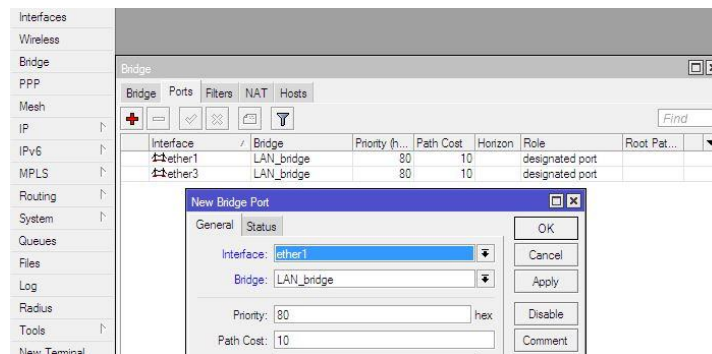 Interfaces
Wireless
Bridge
PPP
Mesh
IP
IPv6
MPLS
Routing
System
Queues
Files
Log
Radius
Tools
New Terminal
Bridge
Bridge Ports Filters NAT Hosts
Find
Interface / Bridge Priority (h... Path Cost Horizon Role Root Pat...
ether1 LAN_bridge 80 10 designated port
ether3 LAN_bridge 80 10 designated port
New Bridge Port
General Status
Interface: ether1
Bridge: LAN_bridge
Priority: 80 hex
Path Cost: 10
OK
Cancel
Apply
Disable
Comment